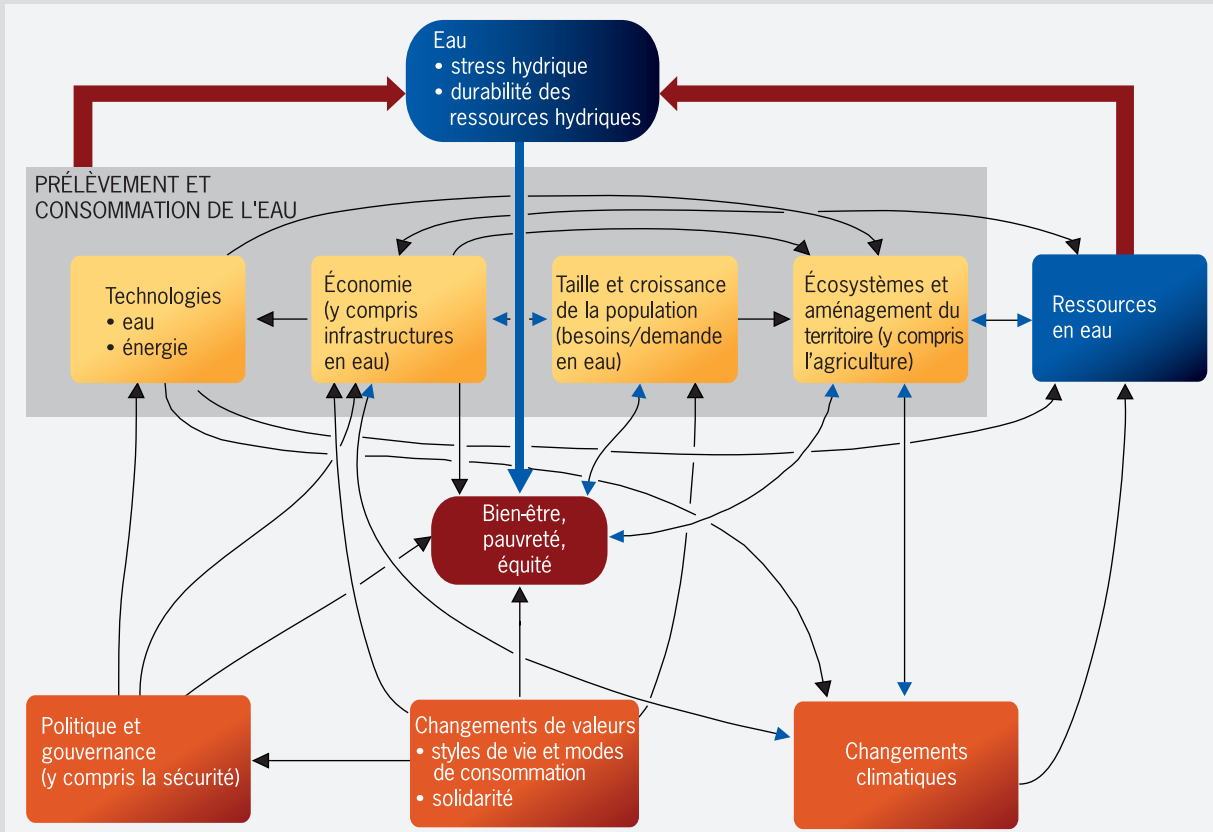 Eau
• stress hydrique
• durabilité des
ressources hydriques
PRÉLÈVEMENT ET
CONSOMMATION DE L'EAU
Technologies
• eau
• énergie
Économie
(y compris
infrastructures
en eau)
Taille et croissance
de la population
(besoins/demande
en eau)
Écosystèmes et
aménagement du
territoire (y compris
l'agriculture)
Ressources
en eau
Bien-être,
pauvreté,
équité
Politique et
gouvernance
(y compris la sécurité)
Changements de valeurs
• styles de vie et modes
de consommation
• solidarité
Changements
climatiques